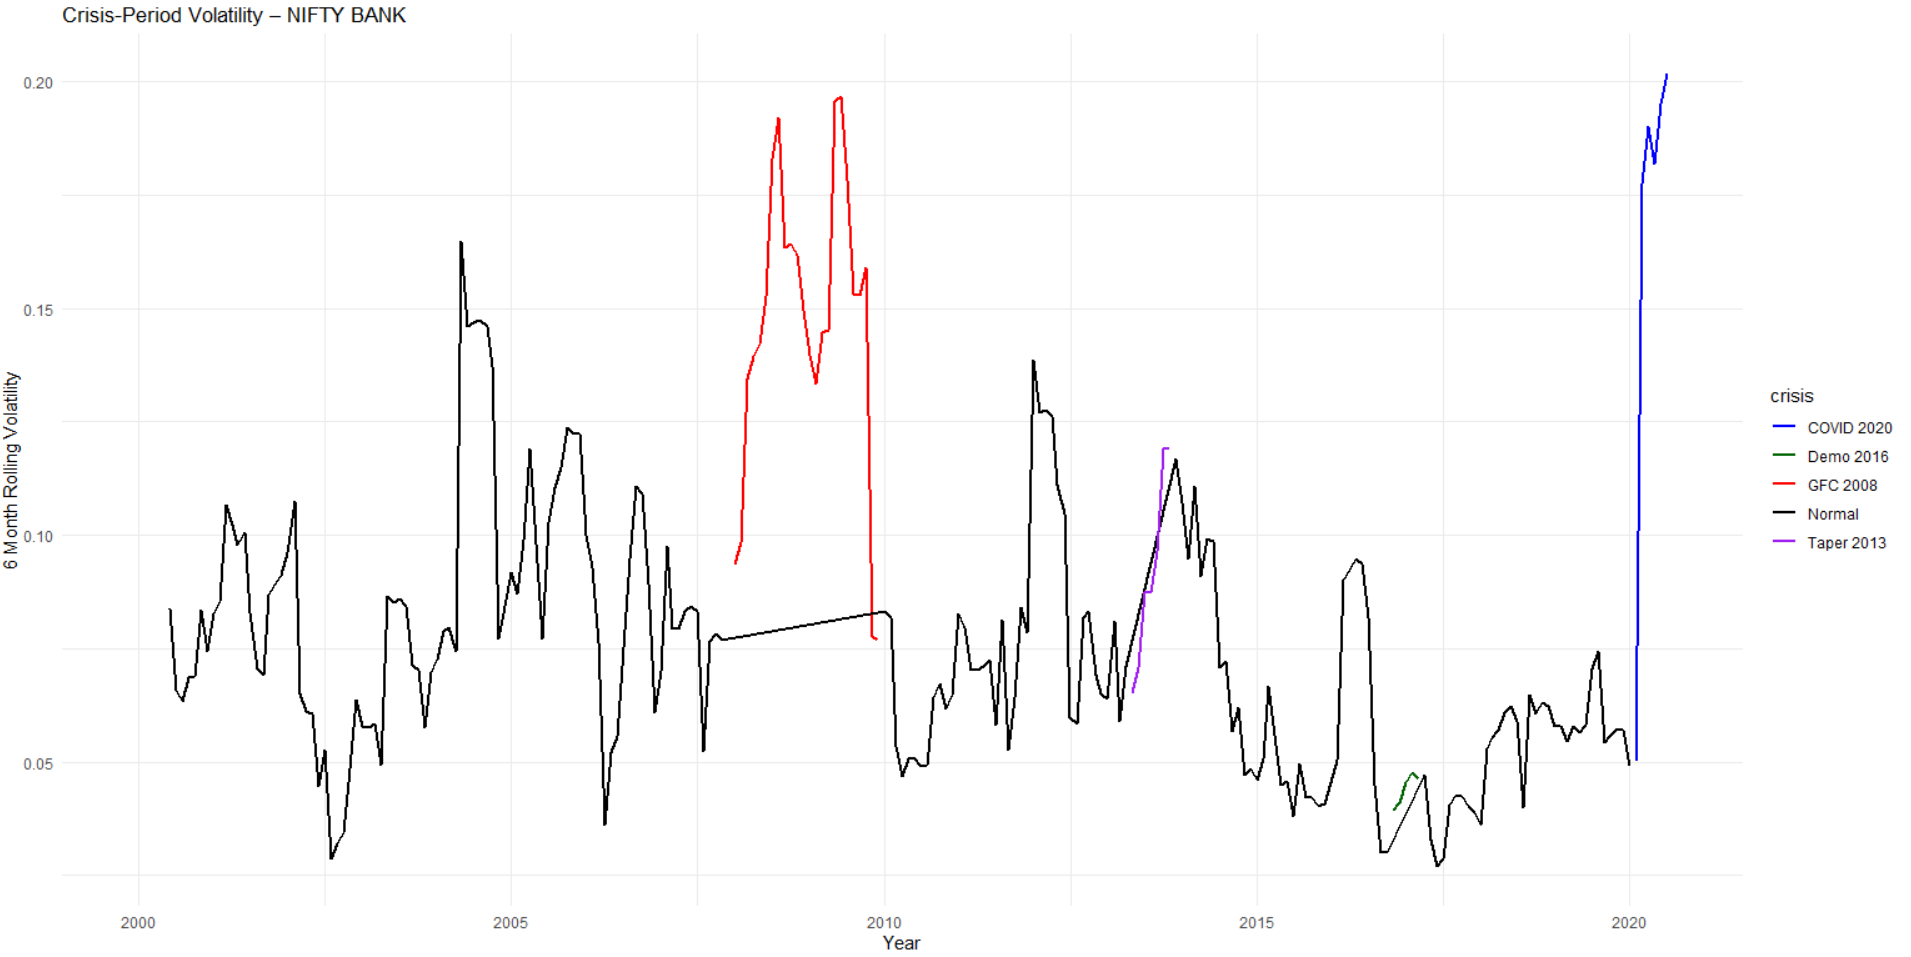 Crisis-Period Volatility – NIFTY BANK
6 Month Rolling Volatility
0.20
0.15
0.10
0.05
2000
2005
2010
2015
2020
Year
crisis
COVID 2020
Demo 2016
GFC 2008
Normal
Taper 2013